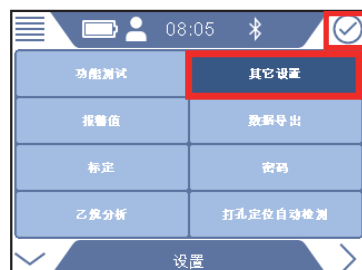 08:05
功能测试 其它设置
报警值 数据导出
标定 密码
乙烷分析 打孔定位自动检测
设置